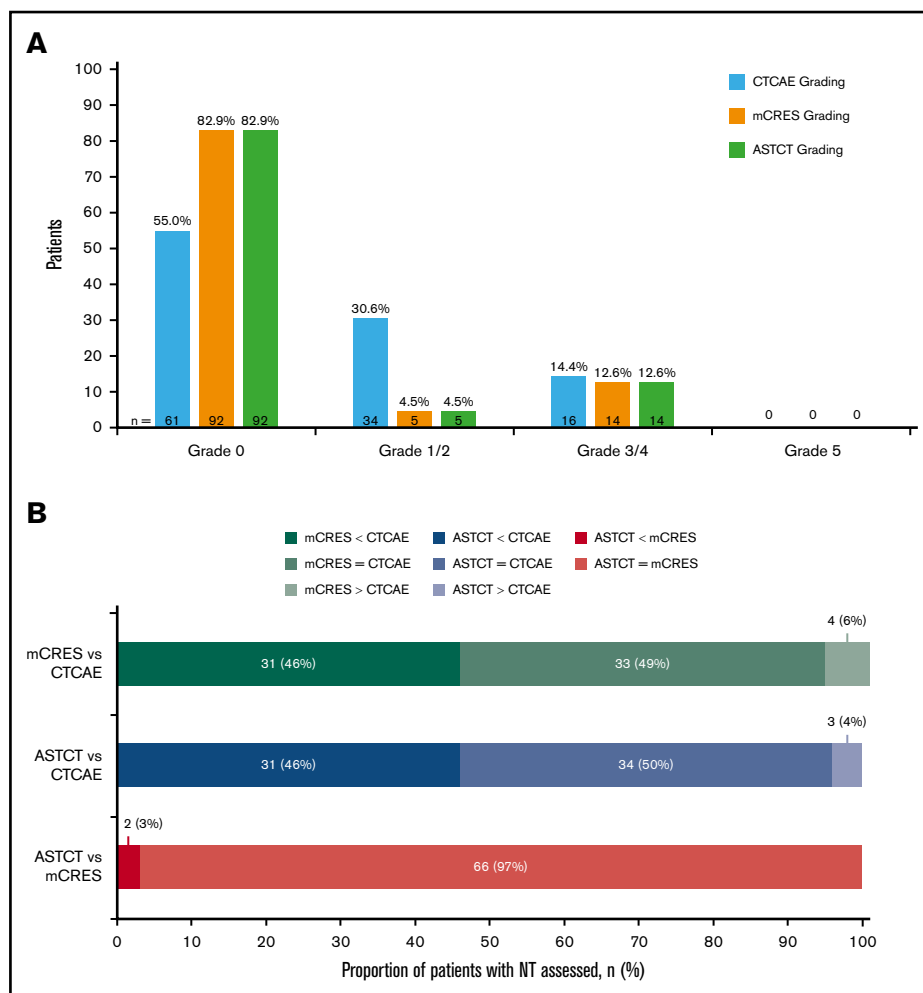 A
Patients
100
90
80
70
60
50
40
30
20
10
0
CTCAE Grading
mCRES Grading
ASTCT Grading
55.0%
82.9%
82.9%
30.6%
4.5%
4.5%
14.4%
12.6%
12.6%
0
0
0
n =
61
92
92
34
5
5
16
14
14
Grade 0
Grade 1/2
Grade 3/4
Grade 5
B
mCRES < CTCAE
ASTCT < CTCAE
ASTCT < mCRES
mCRES = CTCAE
ASTCT = CTCAE
ASTCT = mCRES
mCRES > CTCAE
ASTCT > CTCAE
4 (6%)
mCRES vs
CTCAE
31 (46%)
33 (49%)
3 (4%)
ASTCT vs
CTCAE
31 (46%)
34 (50%)
2 (3%)
ASTCT vs
mCRES
66 (97%)
0
10
20
30
40
50
60
70
80
90
100
Proportion of patients with NT assessed, n (%)